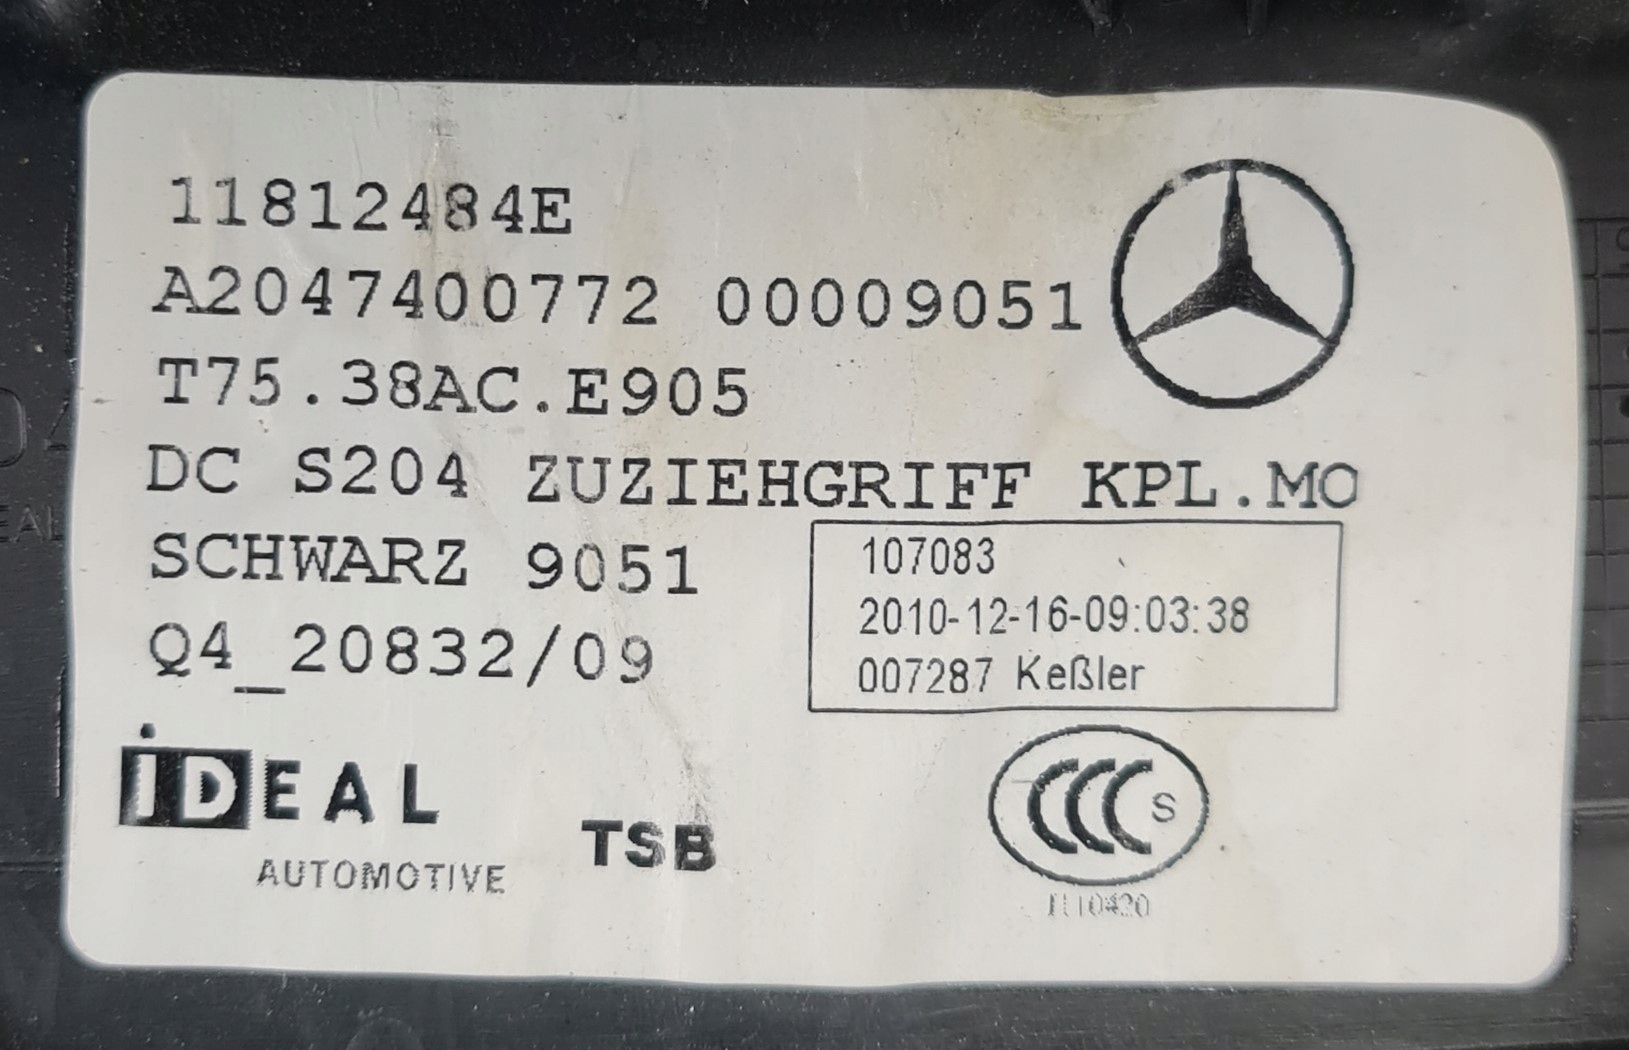 11812484E
A2047400772 00009051
T75.38AC.E905
DC S204 ZUZIEHGRIFF KPL.MO
SCHWARZ 9051
107083
2010-12-16-09:03:38
007287 Keßler
Q4_20832/09
iDEAL
AUTOMOTIVE
TSB
CCC S